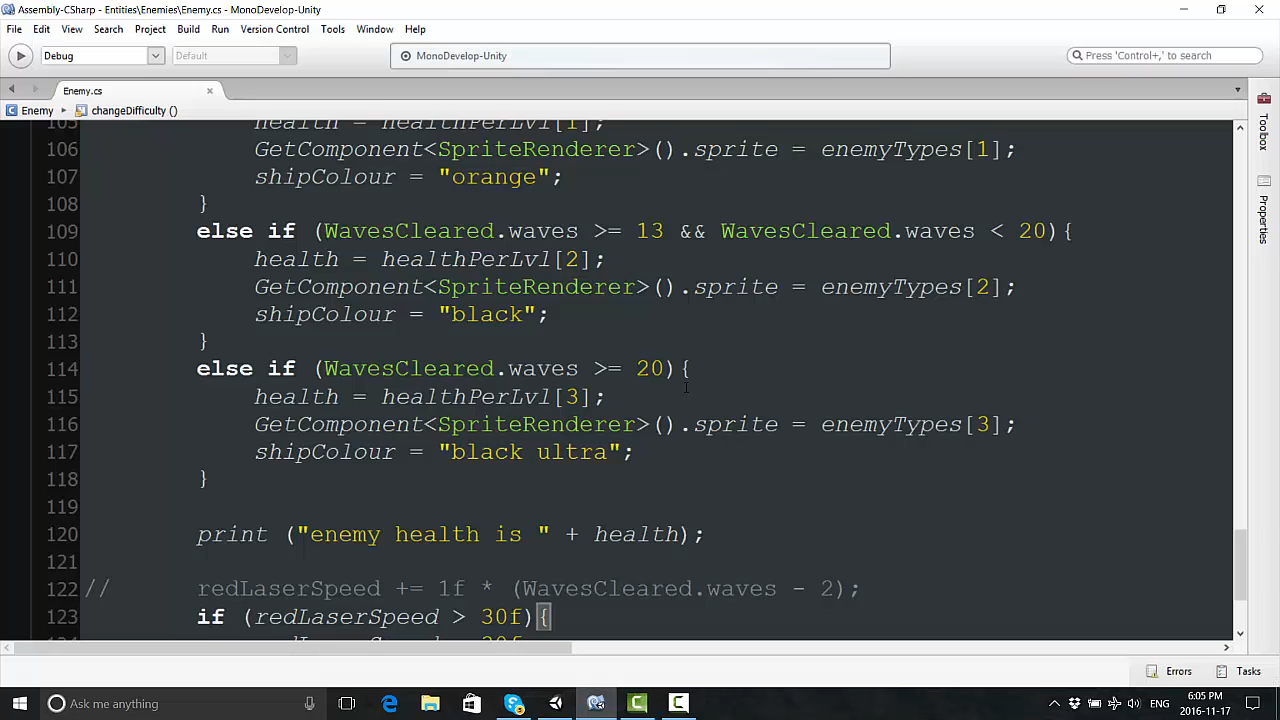 Assembly-CSharp - Entities\Enemies\Enemy.cs - MonoDevelop-Unity
File Edit View Search Project Build Run Version Control Tools Window Help
Debug Default MonoDevelop-Unity Press 'Control+,' to search
Enemy.cs
Enemy changeDifficulty ()
105 health = healthPerLvl[1];
106 GetComponent<SpriteRenderer>().sprite = enemyTypes[1];
107 shipColour = "orange";
108 }
109 else if (WavesCleared.waves >= 13 && WavesCleared.waves < 20){
110 health = healthPerLvl[2];
111 GetComponent<SpriteRenderer>().sprite = enemyTypes[2];
112 shipColour = "black";
113 }
114 else if (WavesCleared.waves >= 20){
115 health = healthPerLvl[3];
116 GetComponent<SpriteRenderer>().sprite = enemyTypes[3];
117 shipColour = "black ultra";
118 }
119
120 print ("enemy health is " + health);
121
122 // redLaserSpeed += 1f * (WavesCleared.waves - 2);
123 if (redLaserSpeed > 30f){
Toolbox
Properties
Errors Tasks
Ask me anything
ENG 6:05 PM
2016-11-17